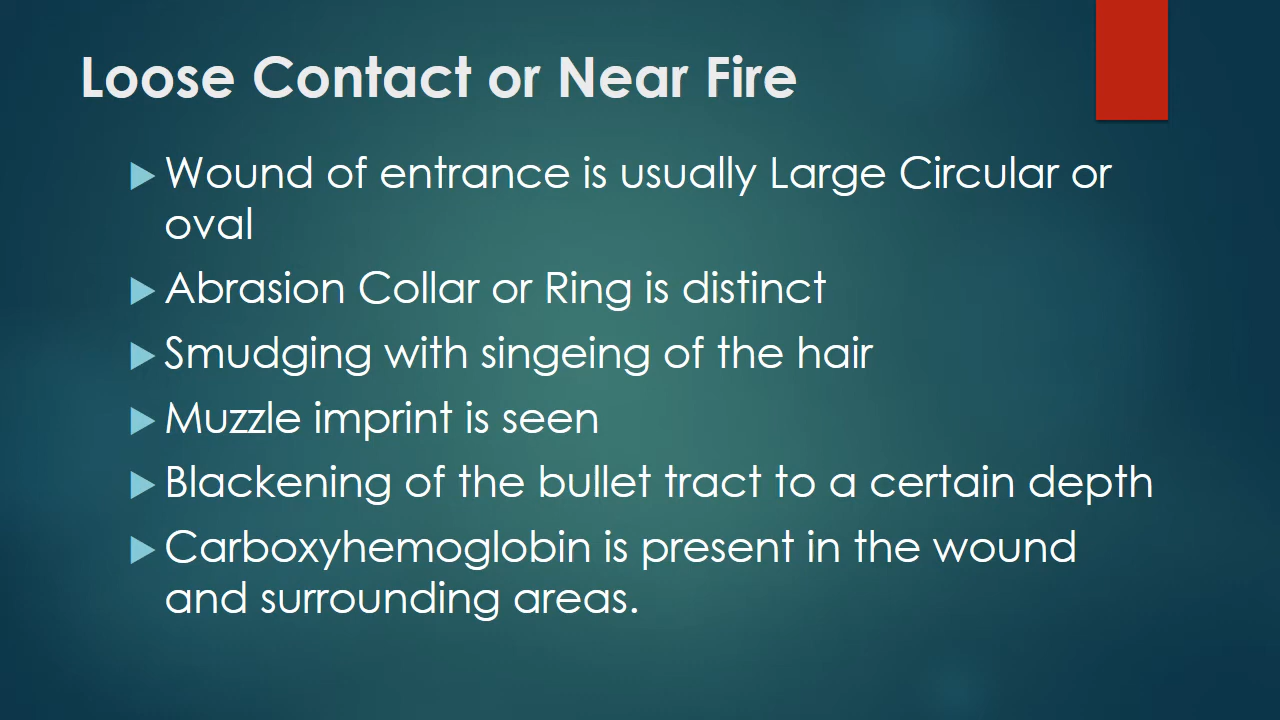 Loose Contact or Near Fire
Wound of entrance is usually Large Circular or
oval
Abrasion Collar or Ring is distinct
Smudging with singeing of the hair
Muzzle imprint is seen
Blackening of the bullet tract to a certain depth
Carboxyhemoglobin is present in the wound
and surrounding areas.